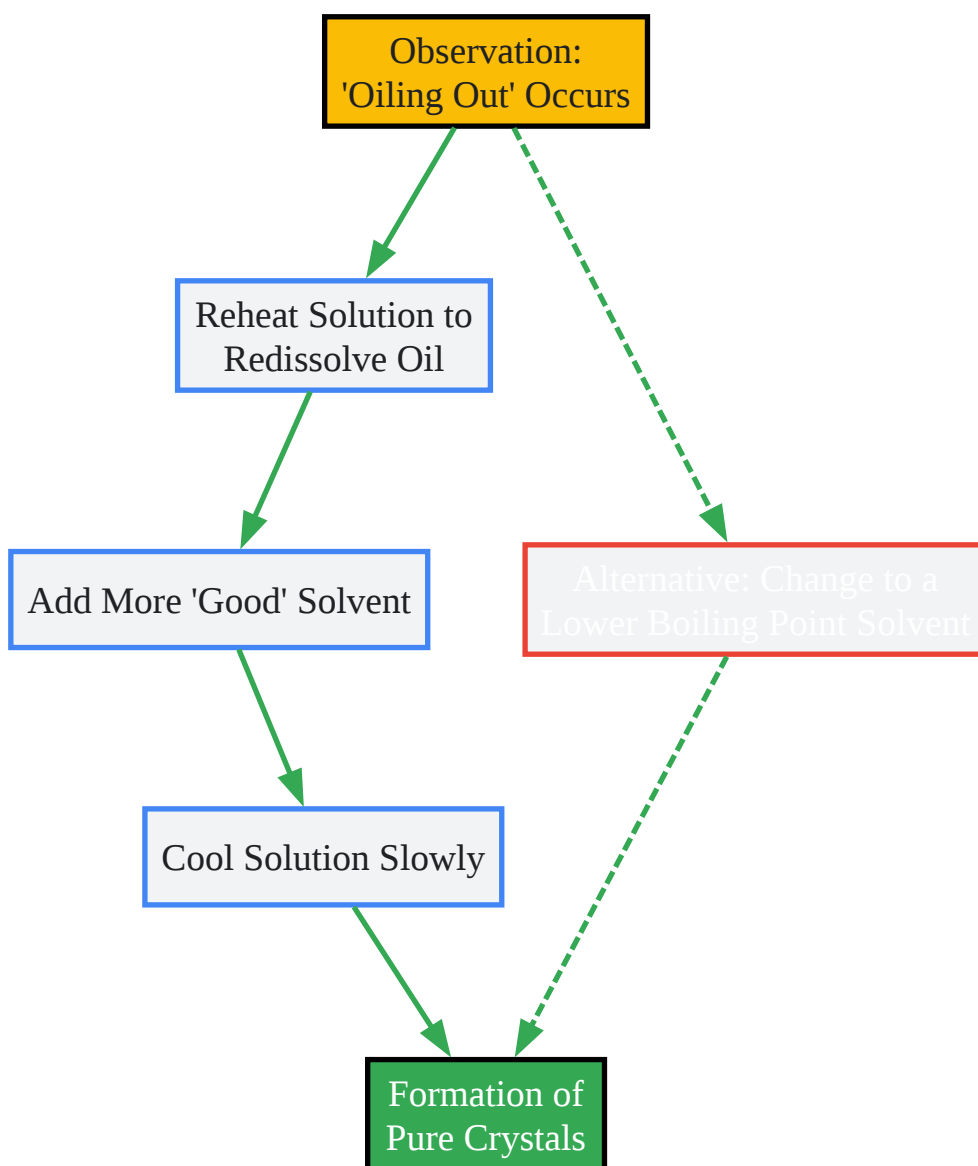 Observation:
'Oiling Out' Occurs
Reheat Solution to
Redissolve Oil
Add More 'Good' Solvent
Alternative: Change to a
Lower Boiling Point Solvent
Cool Solution Slowly
Formation of
Pure Crystals